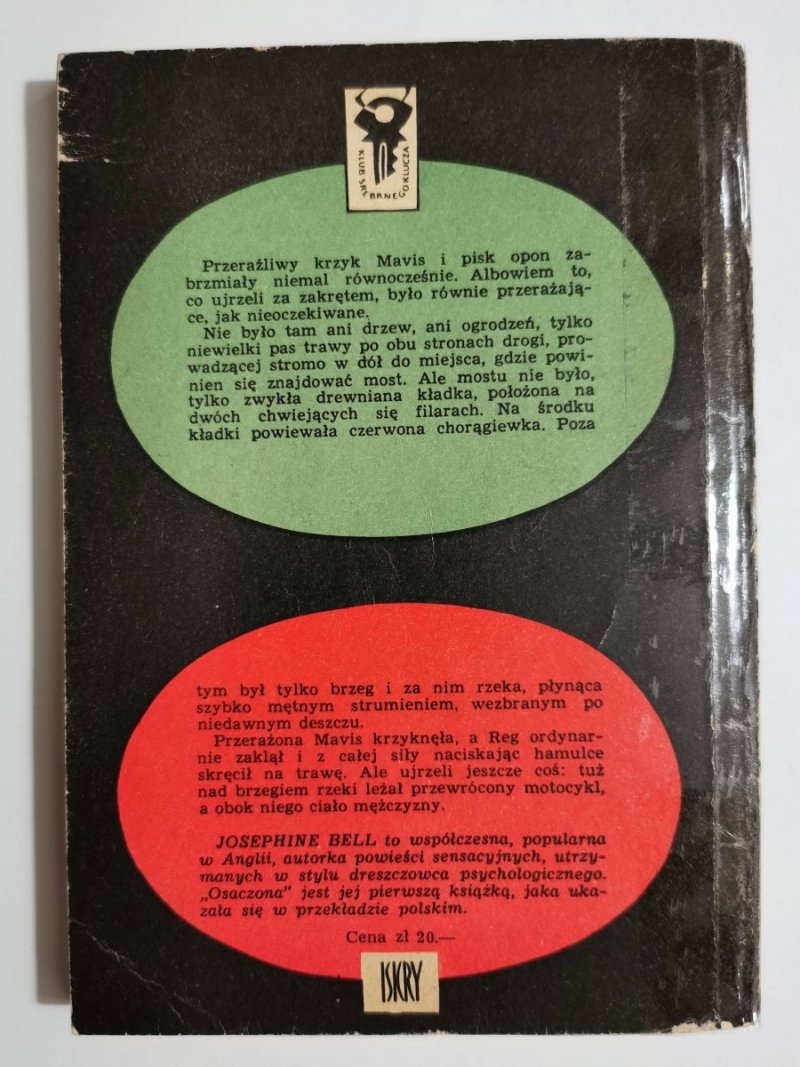 KLUB SREBRNEGO KLUCZA
Przeraźliwy krzyk Mavis i pisk opon za-
brzmiały niemal równocześnie. Albowiem to,
co ujrzeli za zakrętem, było równie przerażają-
ce, jak nieoczekiwane.
Nie było tam ani drzew, ani ogrodzeń, tylko
niewielki pas trawy po obu stronach drogi, pro-
wadzącej stromo w dół do miejsca, gdzie powi-
nien się znajdować most. Ale mostu nie było,
tylko zwykła drewniana kładka, położona na
dwóch chwiejących się filarach. Na środku
kładki powiewała czerwona chorągiewka. Poza
tym był tylko brzeg i za nim rzeka, płynąca
szybko mętnym strumieniem, wezbranym po
niedawnym deszczu.
Przerażona Mavis krzyknęła, a Reg ordynar-
nie zaklął i z całej siły naciskając hamulce
skręcił na trawę. Ale ujrzeli jeszcze coś: tuż
nad brzegiem rzeki leżał przewrócony motocykl,
a obok niego ciało mężczyzny.
JOSEPHINE BELL to współczesna, popularna
w Anglii, autorka powieści sensacyjnych, utrzy-
manych w stylu dreszczowca psychologicznego.
„Osaczona" jest jej pierwszą książką, jaka uka-
zała się w przekładzie polskim.
Cena zł 20.—
ISKRY